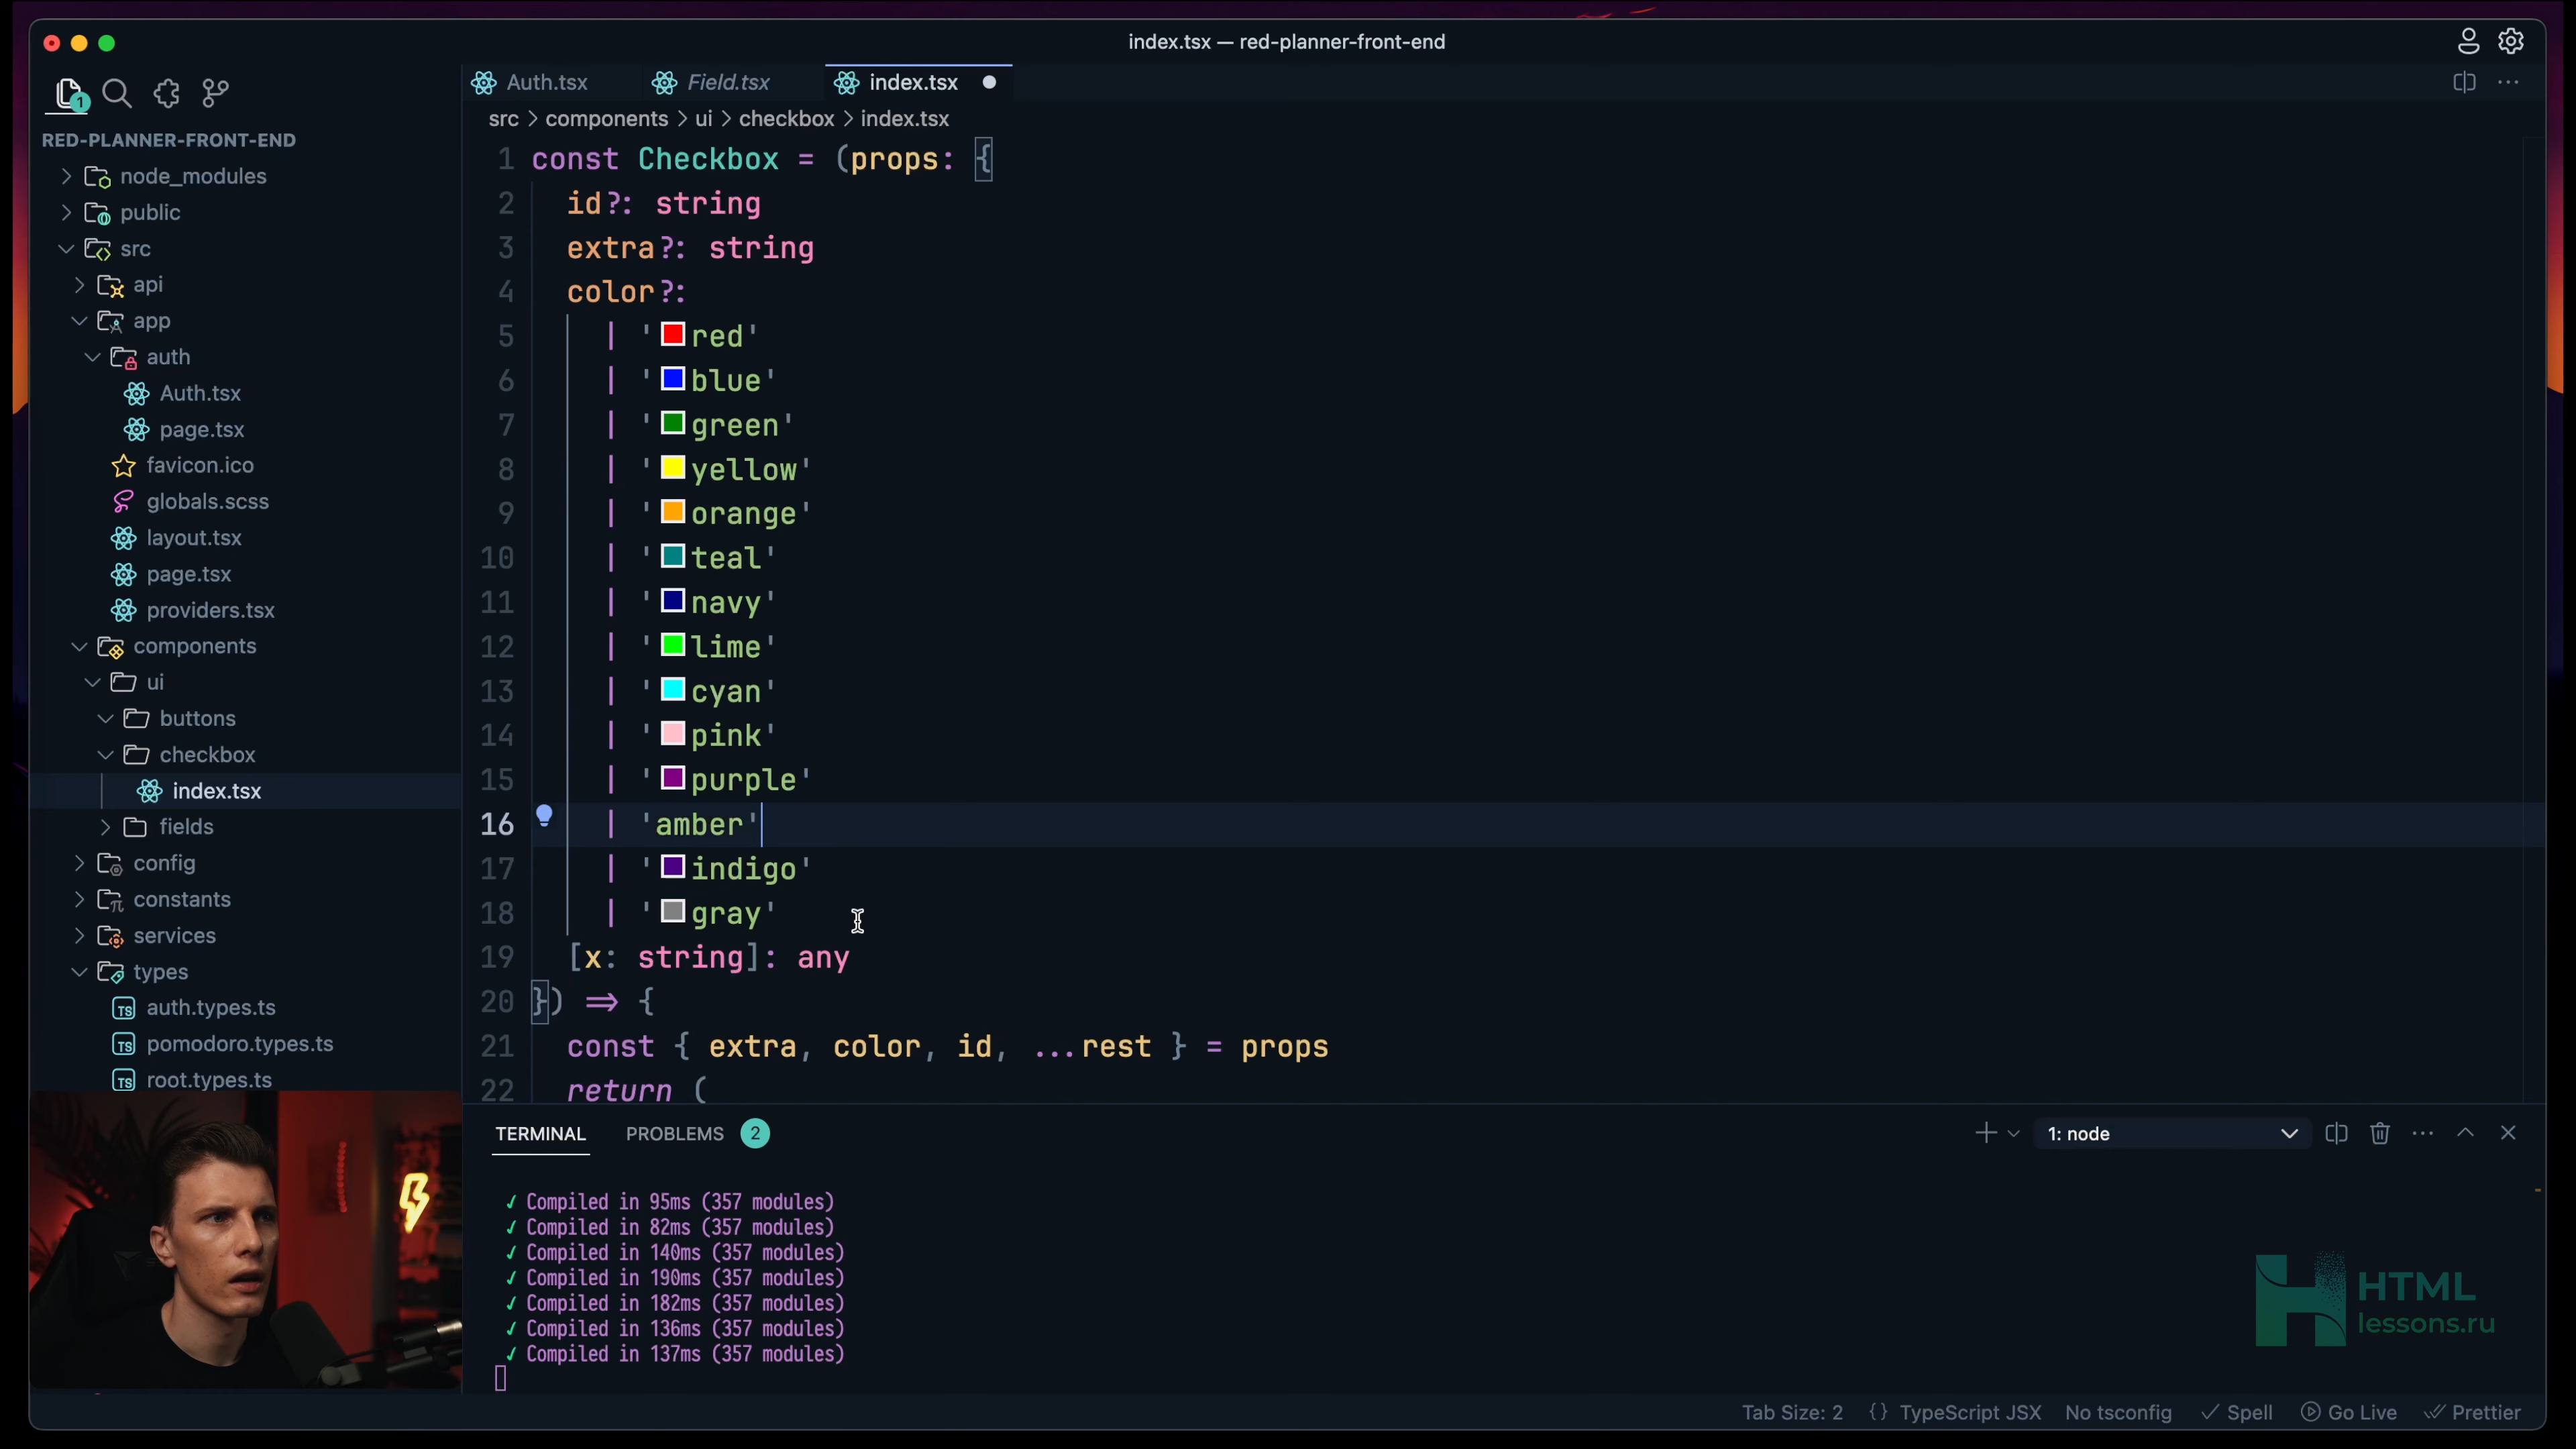 index.tsx — red-planner-front-end
1
Auth.tsx
Field.tsx
index.tsx
RED-PLANNER-FRONT-END
node_modules
public
src
api
app
auth
Auth.tsx
page.tsx
favicon.ico
globals.scss
layout.tsx
page.tsx
providers.tsx
components
ui
buttons
checkbox
index.tsx
fields
config
constants
services
types
auth.types.ts
pomodoro.types.ts
root.types.ts
src > components > ui > checkbox > index.tsx
1 const Checkbox = (props: {
2 id?: string
3 extra?: string
4 color?:
5 | 'red'
6 | 'blue'
7 | 'green'
8 | 'yellow'
9 | 'orange'
10 | 'teal'
11 | 'navy'
12 | 'lime'
13 | 'cyan'
14 | 'pink'
15 | 'purple'
16 | 'amber'
17 | 'indigo'
18 | 'gray'
19 [x: string]: any
20 }) => {
21 const { extra, color, id, ...rest } = props
22 return (
TERMINAL PROBLEMS 2
1: node
✓ Compiled in 95ms (357 modules)
✓ Compiled in 82ms (357 modules)
✓ Compiled in 140ms (357 modules)
✓ Compiled in 190ms (357 modules)
✓ Compiled in 182ms (357 modules)
✓ Compiled in 136ms (357 modules)
✓ Compiled in 137ms (357 modules)
HTML
lessons.ru
Tab Size: 2 {} TypeScript JSX No tsconfig Spell Go Live Prettier